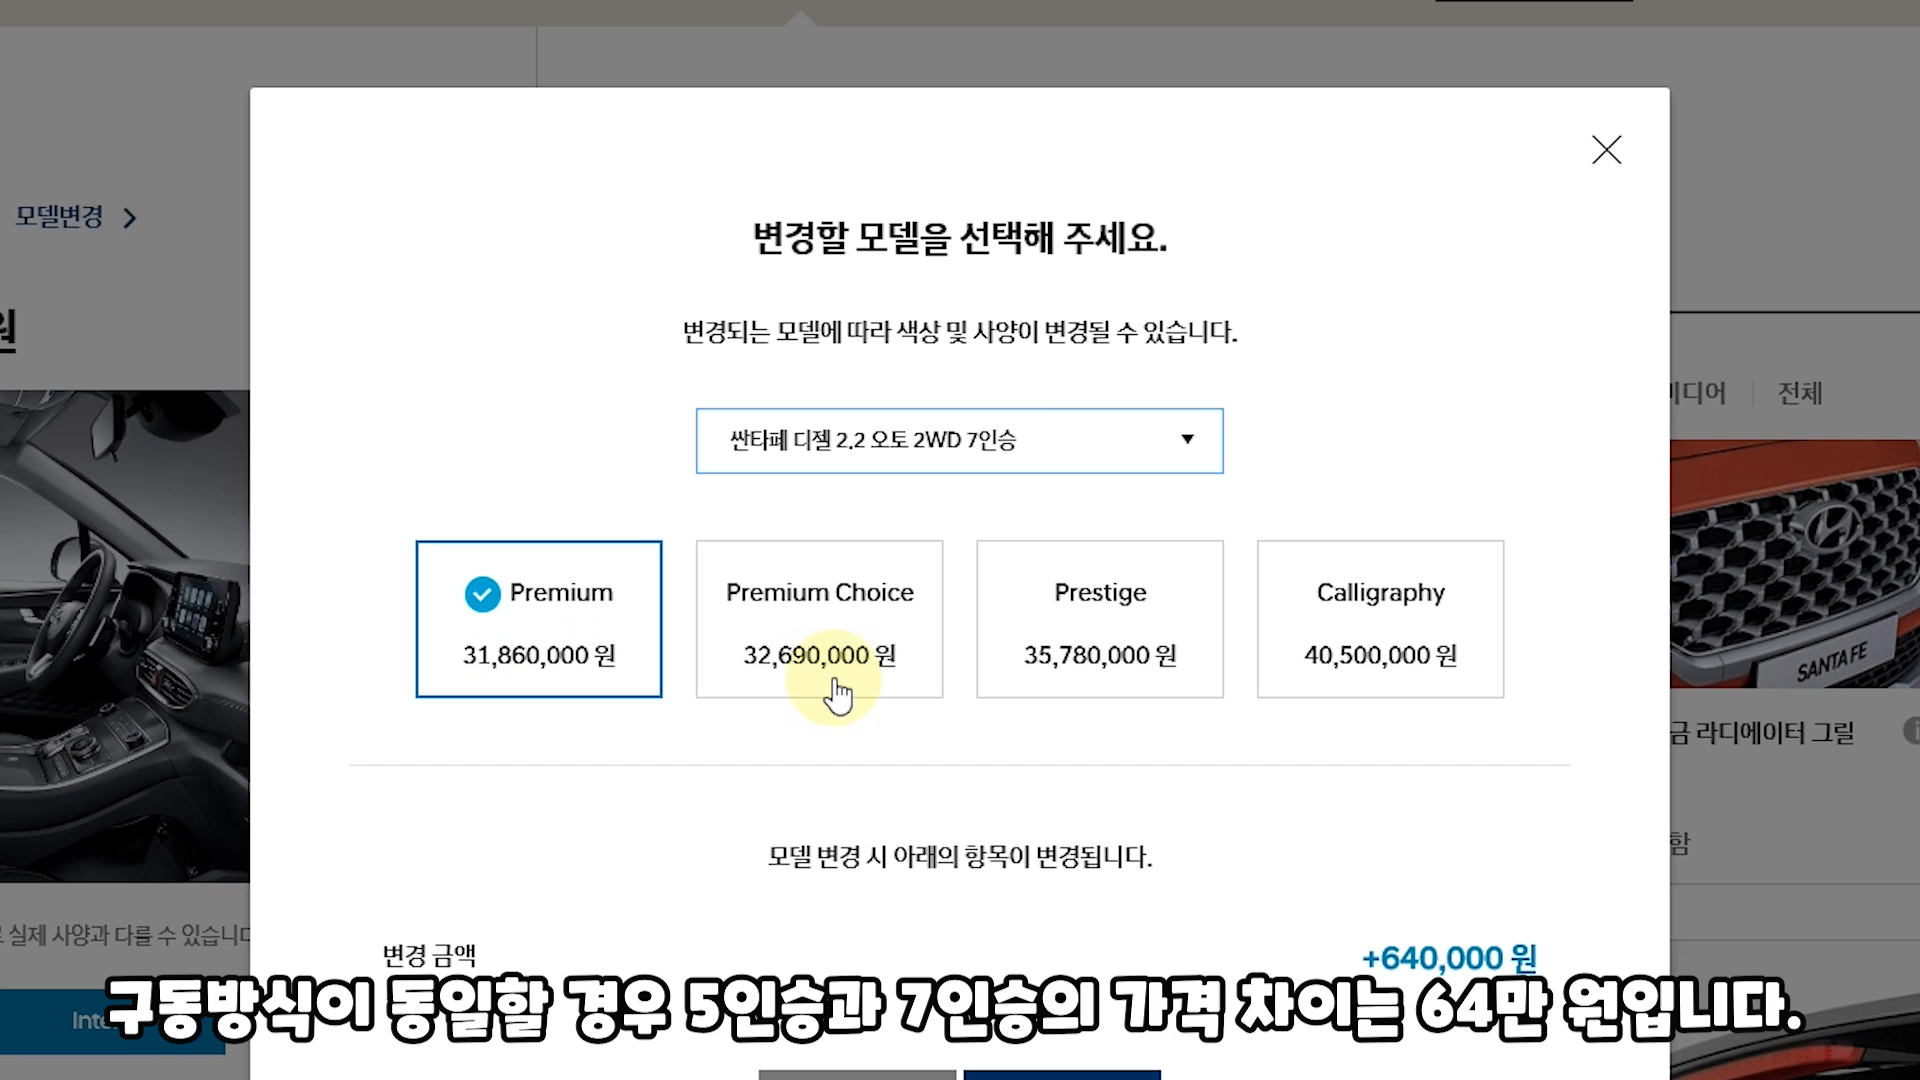 모델변경
원
변경할 모델을 선택해 주세요.
변경되는 모델에 따라 색상 및 사양이 변경될 수 있습니다.
싼타페 디젤 2.2 오토 2WD 7인승
Premium
31,860,000 원
Premium Choice
32,690,000 원
Prestige
35,780,000 원
Calligraphy
40,500,000 원
모델 변경 시 아래의 항목이 변경됩니다.
변경 금액
+640,000 원
미디어
전체
SANTA FE
금 라디에이터 그릴
함
실제 사양과 다를 수 있습니다
Inte
구동방식이 동일할 경우 5인승과 7인승의 가격 차이는 64만 원입니다.